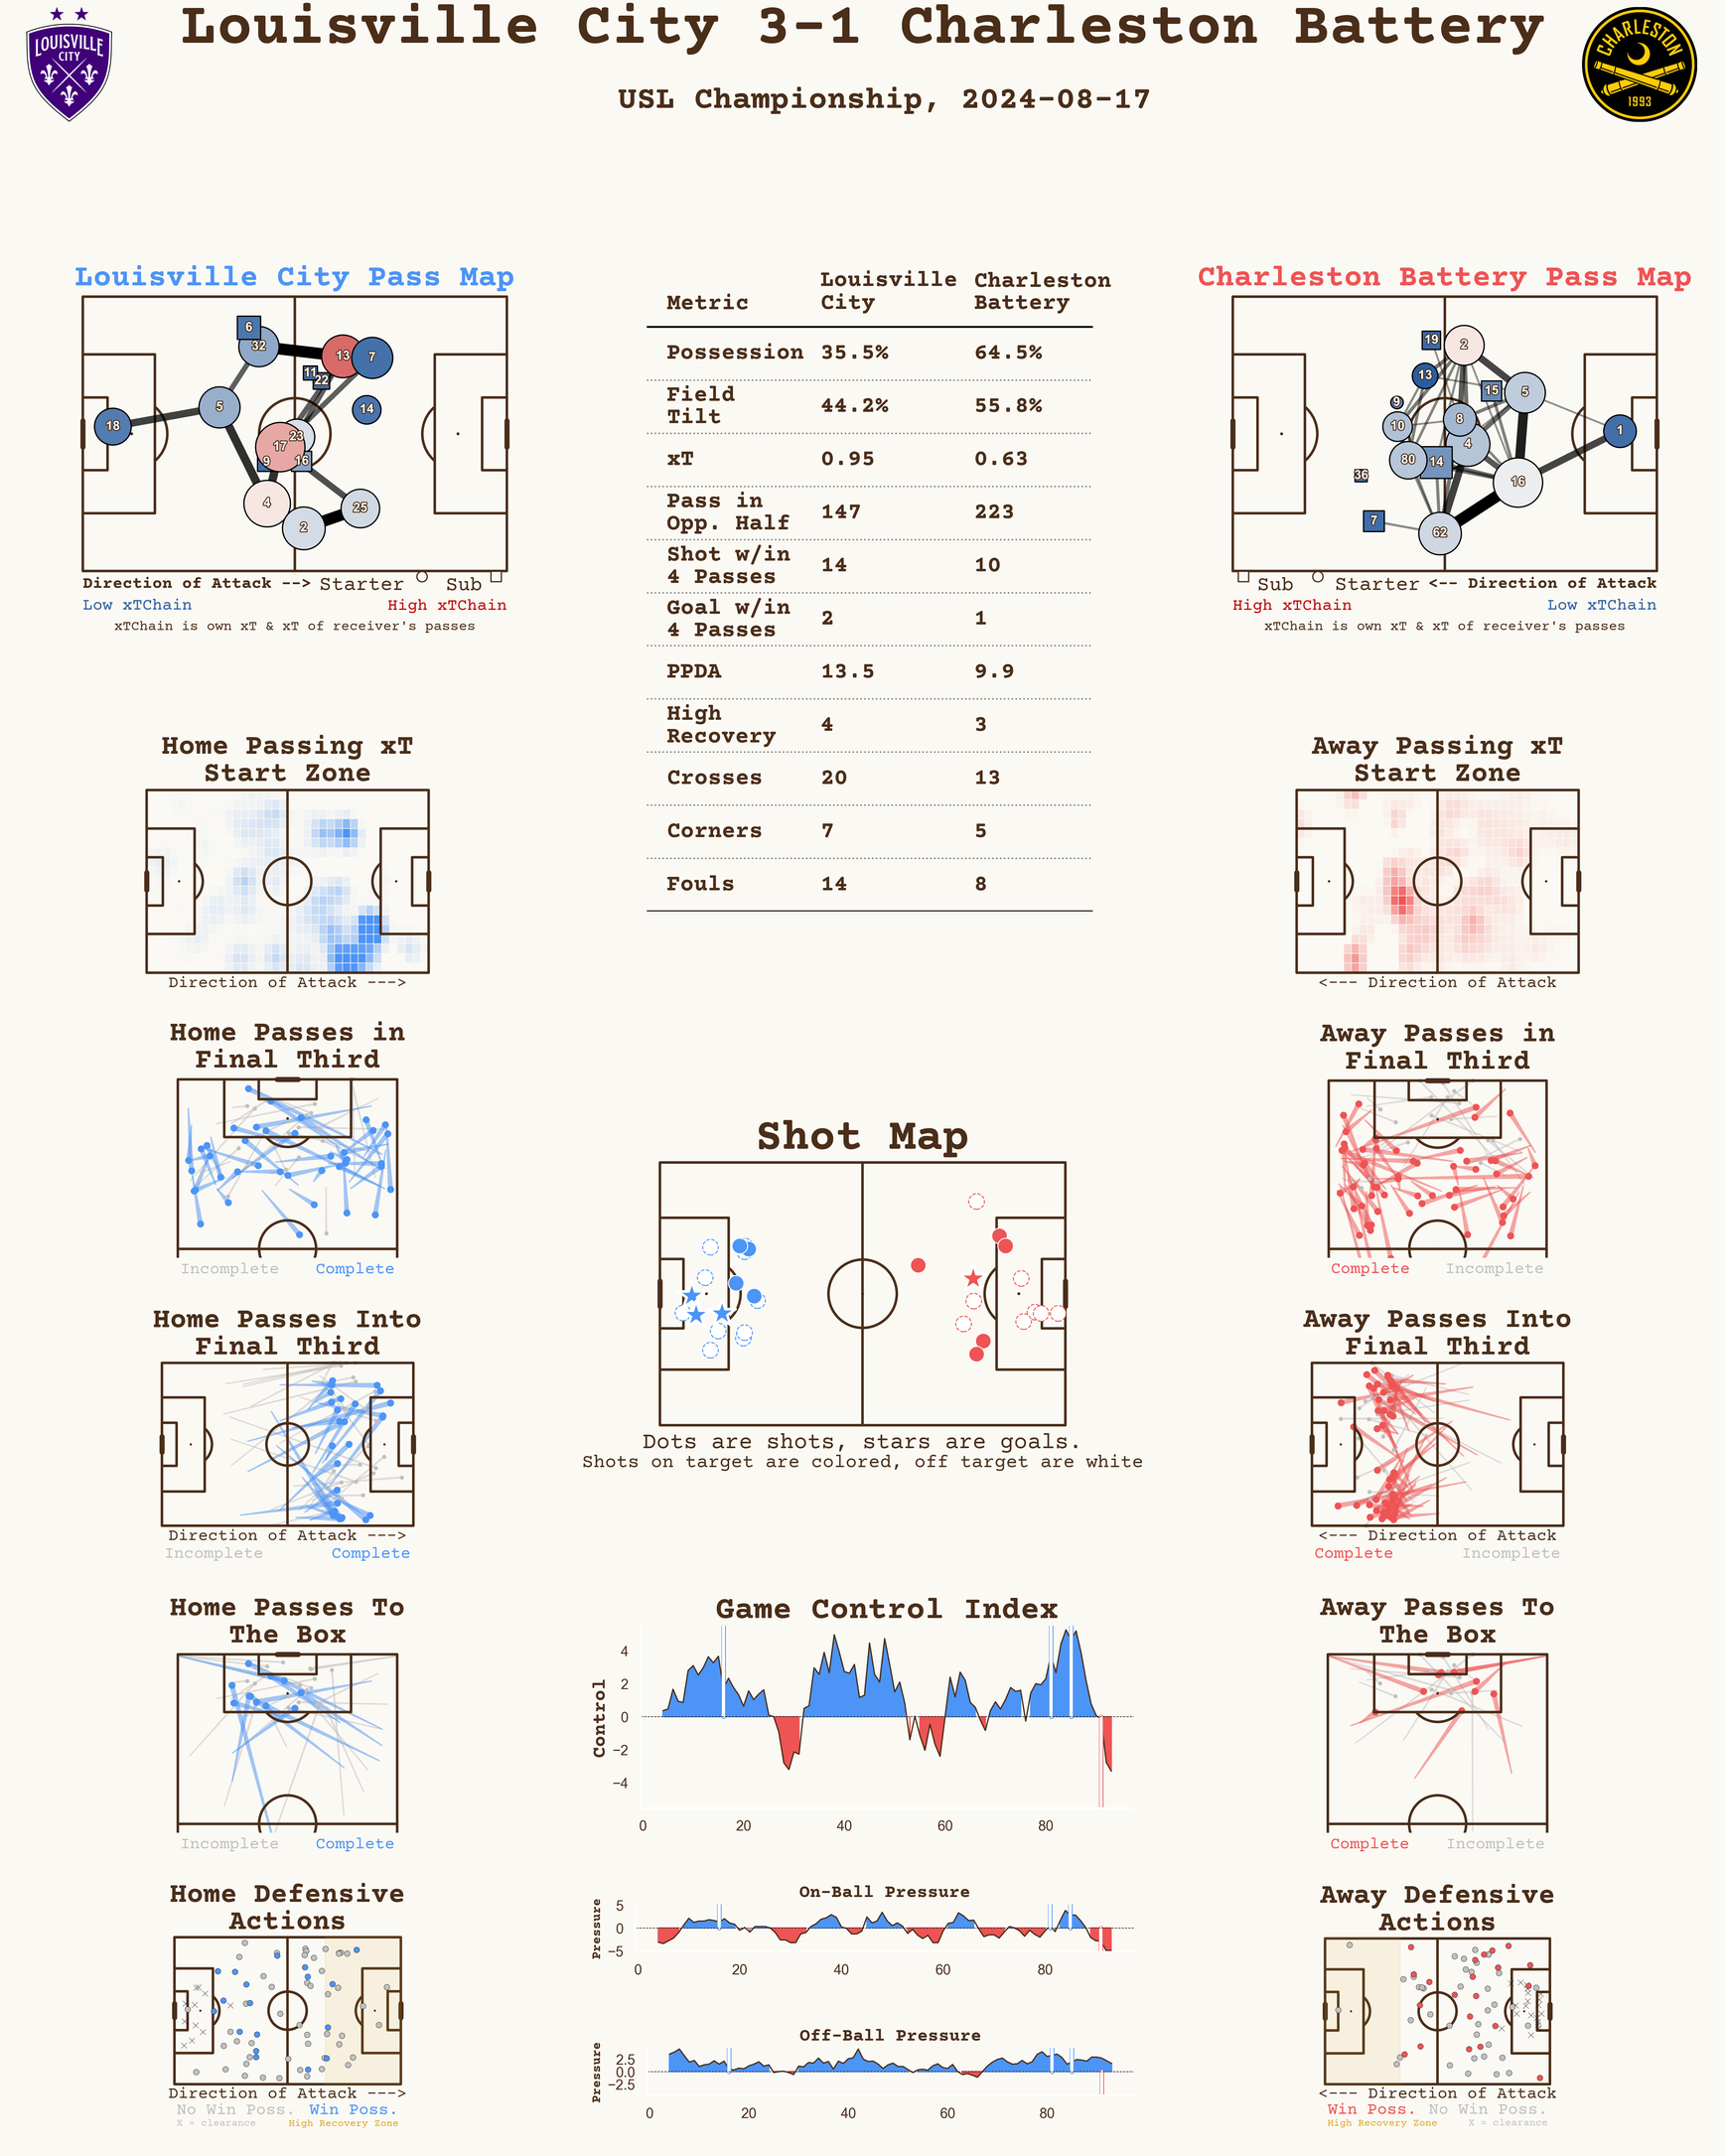 Louisville City 3-1 Charleston Battery
USL Championship, 2024-08-17
LOUISVILLE
CITY
CHARLESTON
1993
Louisville City Pass Map
6
32
13
7
11
22
5
14
18
23
17
9
16
4
25
2
Direction of Attack --> Starter Sub
Low xTChain High xTChain
xTChain is own xT & xT of receiver's passes
Metric Louisville City Charleston Battery
Possession 35.5% 64.5%
Field Tilt 44.2% 55.8%
xT 0.95 0.63
Pass in Opp. Half 147 223
Shot w/in 4 Passes 14 10
Goal w/in 4 Passes 2 1
PPDA 13.5 9.9
High Recovery 4 3
Crosses 20 13
Corners 7 5
Fouls 14 8
Charleston Battery Pass Map
19
2
13
15
5
9
10
8
1
4
80
14
36
16
7
62
Sub Starter <-- Direction of Attack
High xTChain Low xTChain
xTChain is own xT & xT of receiver's passes
Home Passing xT
Start Zone
Direction of Attack --->
Away Passing xT
Start Zone
<--- Direction of Attack
Home Passes in
Final Third
Incomplete Complete
Away Passes in
Final Third
Complete Incomplete
Shot Map
Dots are shots, stars are goals.
Shots on target are colored, off target are white
Home Passes Into
Final Third
Direction of Attack --->
Incomplete Complete
Away Passes Into
Final Third
<--- Direction of Attack
Complete Incomplete
Home Passes To
The Box
Incomplete Complete
Game Control Index
Control
4
2
0
−2
−4
0 20 40 60 80
Away Passes To
The Box
Complete Incomplete
Home Defensive
Actions
Direction of Attack --->
No Win Poss. Win Poss.
X = clearance High Recovery Zone
On-Ball Pressure
Pressure
5
0
−5
0 20 40 60 80
Off-Ball Pressure
Pressure
2.5
0.0
−2.5
0 20 40 60 80
Away Defensive
Actions
<--- Direction of Attack
Win Poss. No Win Poss.
High Recovery Zone X = clearance